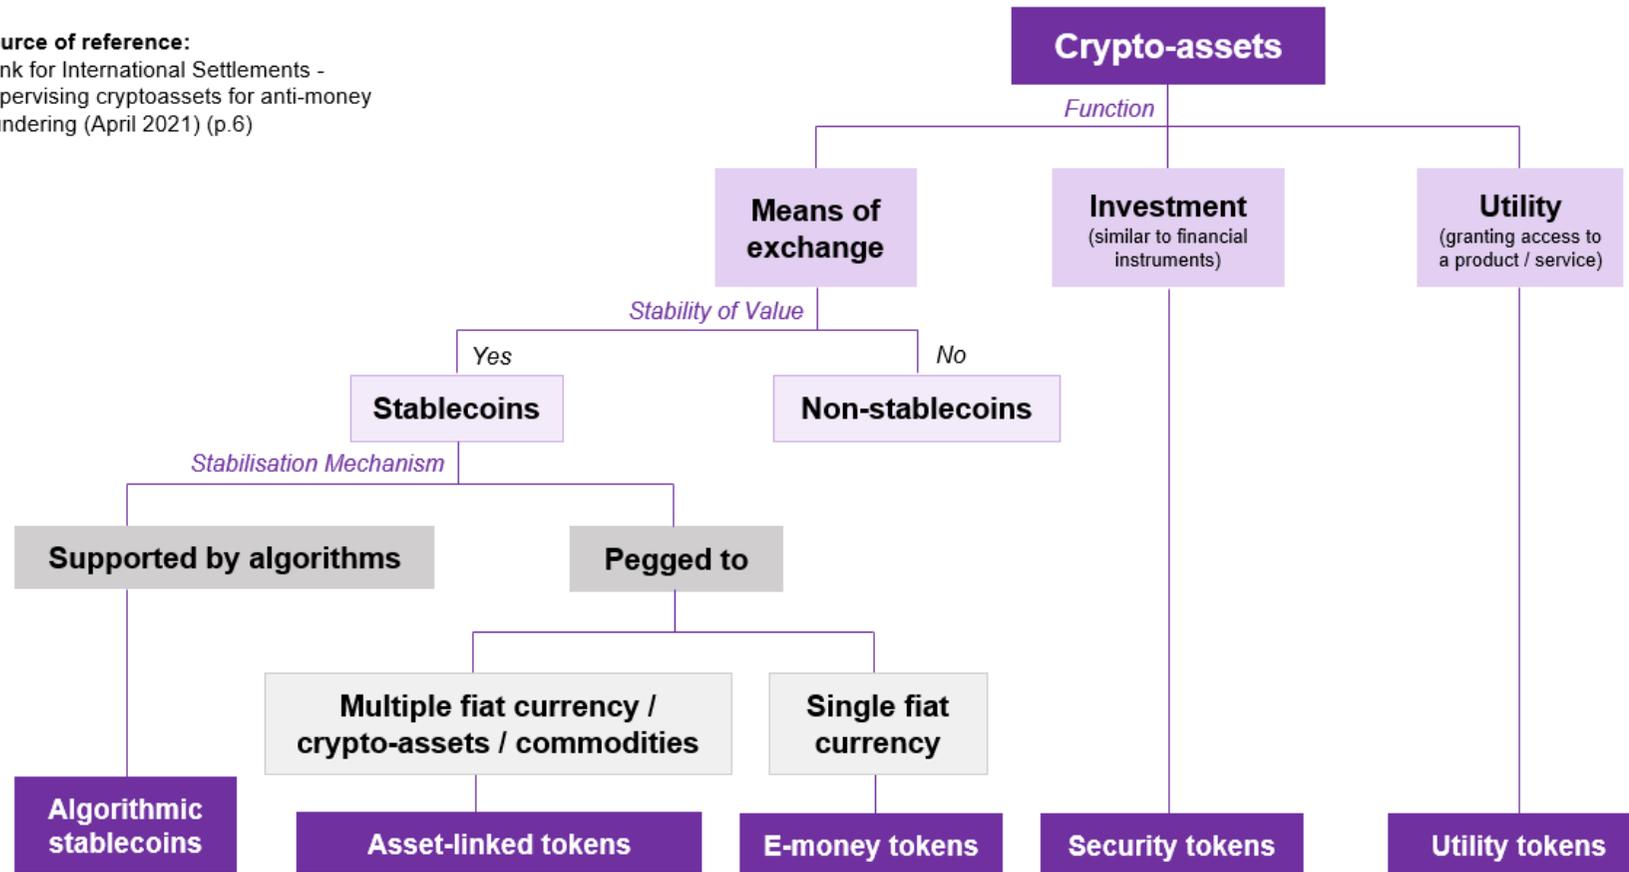 urce of reference:
nk for International Settlements -
pervising cryptoassets for anti-money
undering (April 2021) (p.6)
Crypto-assets
Function
Means of
exchange
Investment
(similar to financial
instruments)
Utility
(granting access to
a product / service)
Stability of Value
Yes
No
Stablecoins
Non-stablecoins
Stabilisation Mechanism
Supported by algorithms
Pegged to
Multiple fiat currency /
crypto-assets / commodities
Single fiat
currency
Algorithmic
stablecoins
Asset-linked tokens
E-money tokens
Security tokens
Utility tokens